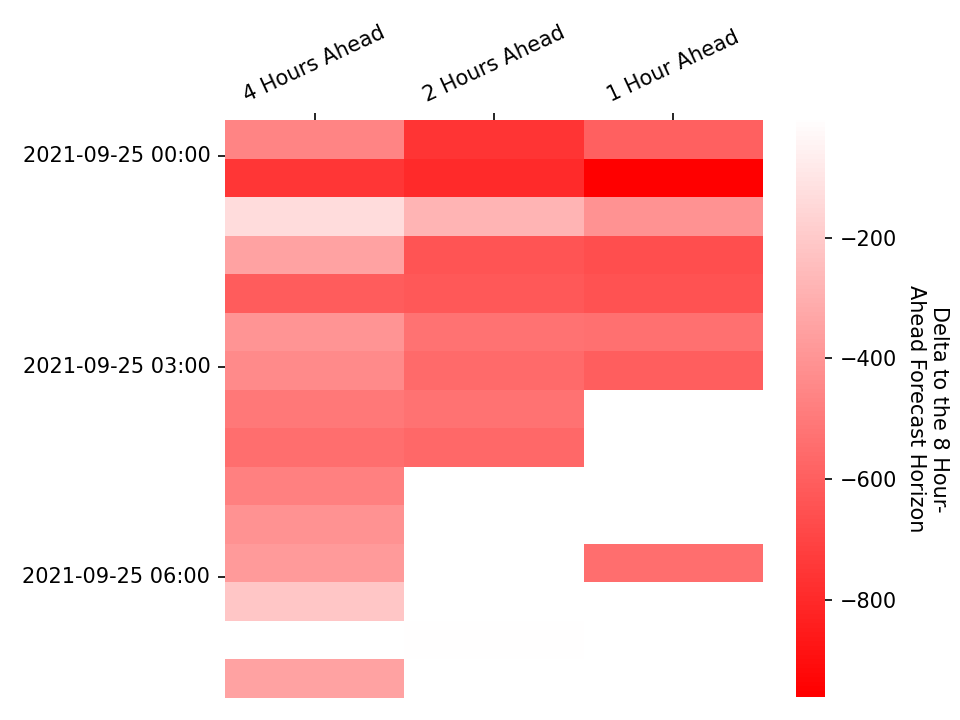 4 Hours Ahead
2 Hours Ahead
1 Hour Ahead
2021-09-25 00:00
2021-09-25 03:00
2021-09-25 06:00
−200
−400
−600
−800
Delta to the 8 Hour-
Ahead Forecast Horizon